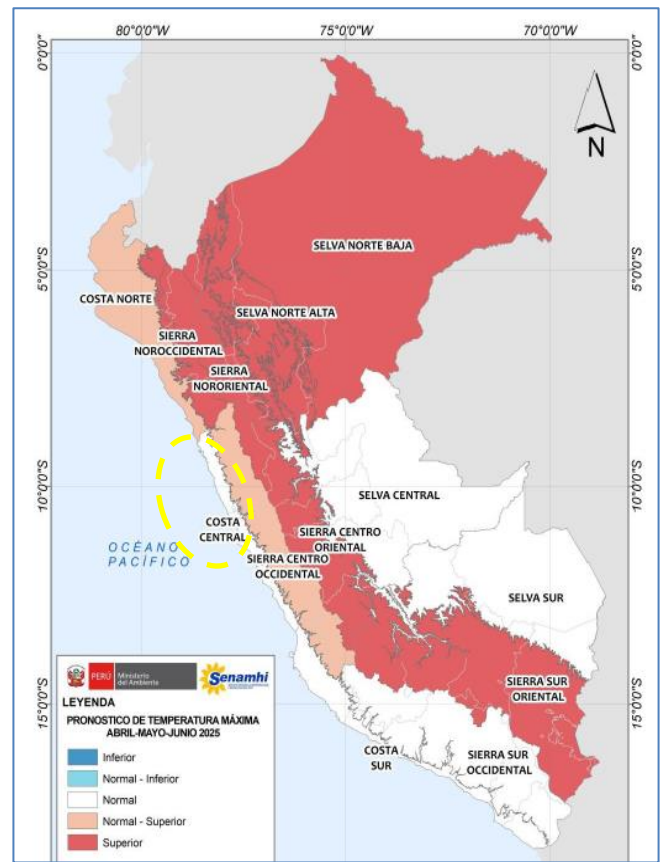 80°0'0"W 75°0'0"W 70°0'0"W
0°0'0" 0°0'0"
N
SELVA NORTE BAJA
5°0'0"S 5°0'0"S
COSTA NORTE
SELVA NORTE ALTA
SIERRA
NOROCCIDENTAL
SIERRA
NORORIENTAL
10°0'0"S 10°0'0"S
SELVA CENTRAL
COSTA
CENTRAL
SIERRA CENTRO
ORIENTAL
OCÉANO
PACÍFICO
SIERRA CENTRO
OCCIDENTAL
SELVA SUR
SIERRA SUR
ORIENTAL
15°0'0"S 15°0'0"S
COSTA
SUR
SIERRA SUR
OCCIDENTAL
PERÚ Ministerio
del Ambiente
Senamhi
LEYENDA
PRONOSTICO DE TEMPERATURA MÁXIMA
ABRIL-MAYO-JUNIO 2025
Inferior
Normal - Inferior
Normal
Normal - Superior
Superior